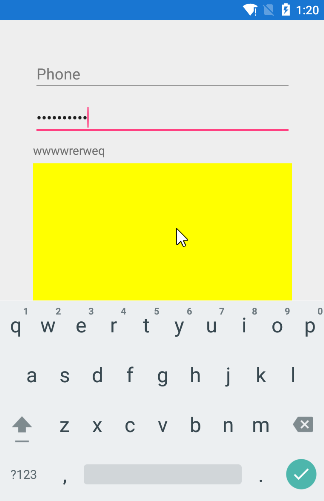 1:20
Phone
••••••••••
wwwwrerweq
1 2 3 4 5 6 7 8 9 0
q w e r t y u i o p
a s d f g h j k l
z x c v b n m
?123 , .